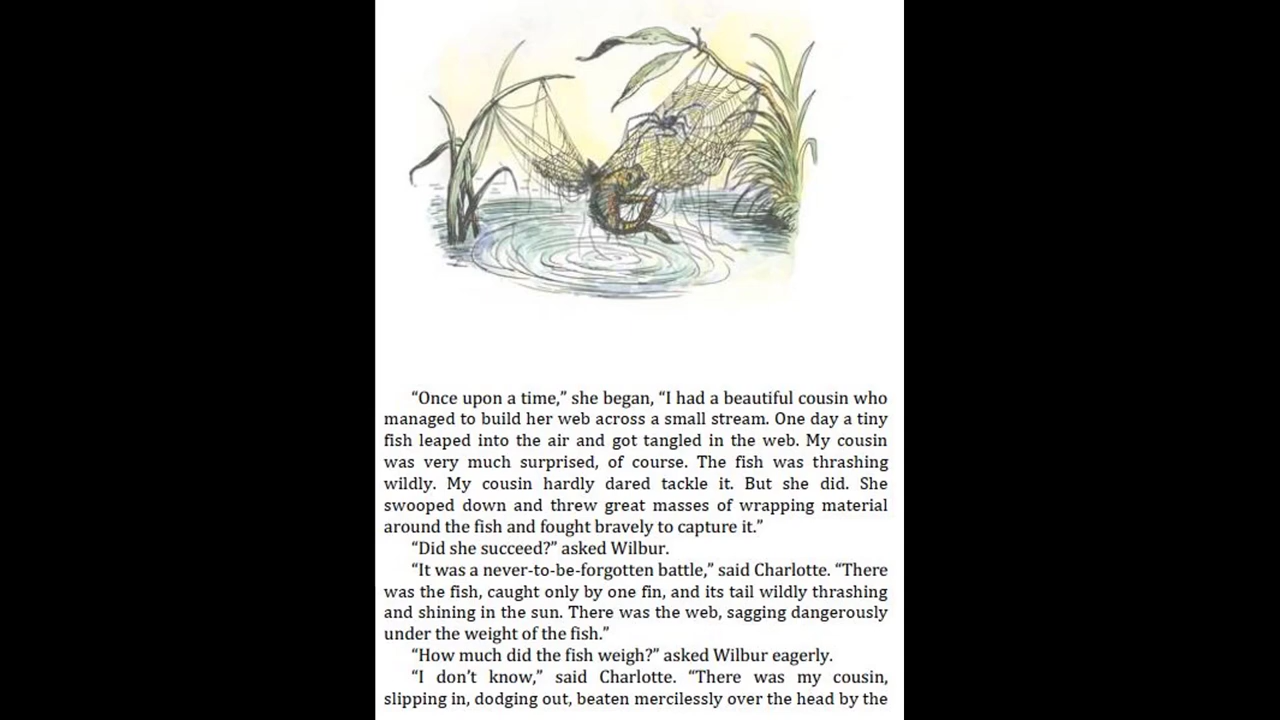 “Once upon a time,” she began, “I had a beautiful cousin who
managed to build her web across a small stream. One day a tiny
fish leaped into the air and got tangled in the web. My cousin
was very much surprised, of course. The fish was thrashing
wildly. My cousin hardly dared tackle it. But she did. She
swooped down and threw great masses of wrapping material
around the fish and fought bravely to capture it.”
“Did she succeed?” asked Wilbur.
“It was a never-to-be-forgotten battle,” said Charlotte. “There
was the fish, caught only by one fin, and its tail wildly thrashing
and shining in the sun. There was the web, sagging dangerously
under the weight of the fish.”
“How much did the fish weigh?” asked Wilbur eagerly.
“I don’t know,” said Charlotte. “There was my cousin,
slipping in, dodging out, beaten mercilessly over the head by the